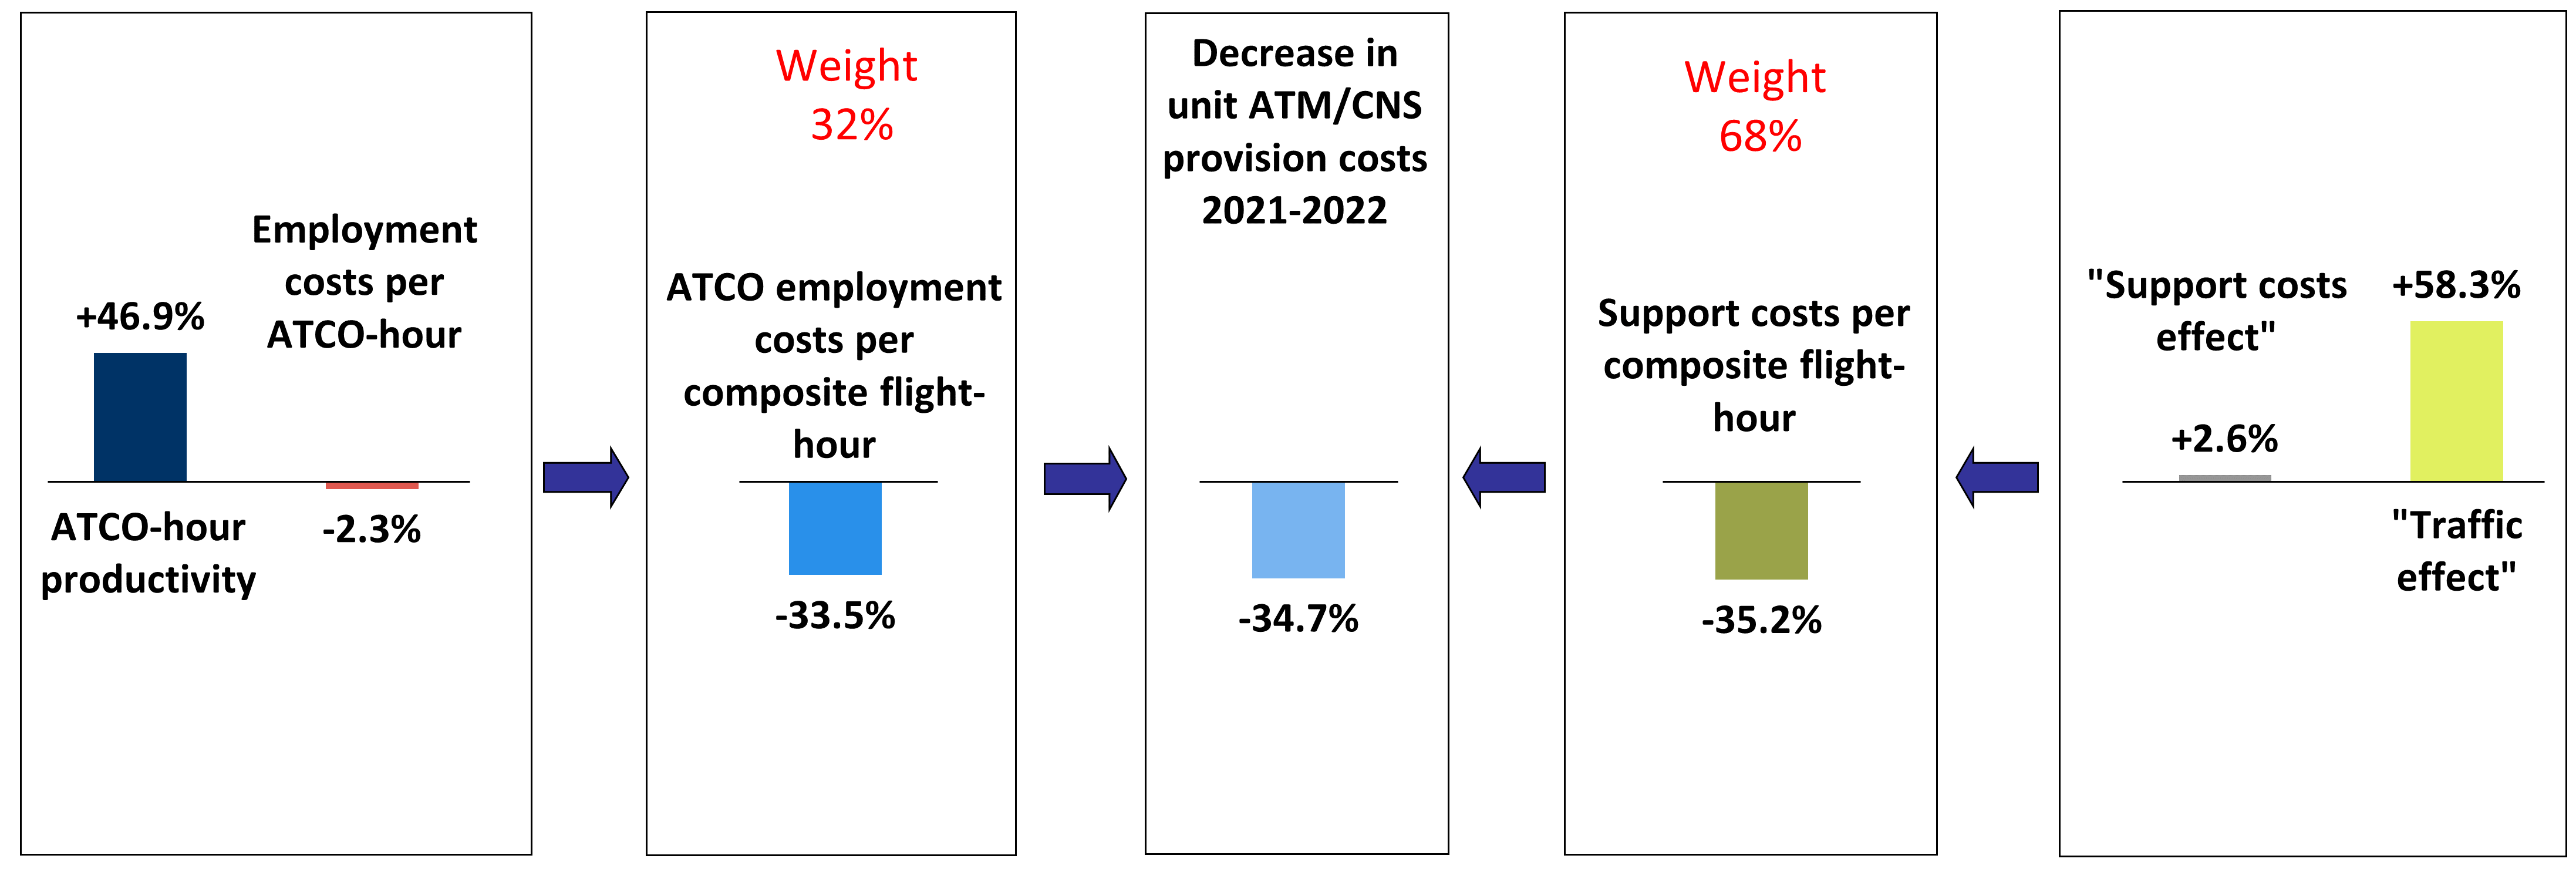 +46.9%
ATCO-hour
productivity
Employment
costs per
ATCO-hour
-2.3%
Weight
32%
ATCO employment
costs per
composite flight-
hour
-33.5%
Decrease in
unit ATM/CNS
provision costs
2021-2022
-34.7%
Weight
68%
Support costs per
composite flight-
hour
-35.2%
"Support costs
effect"
+2.6%
+58.3%
"Traffic
effect"